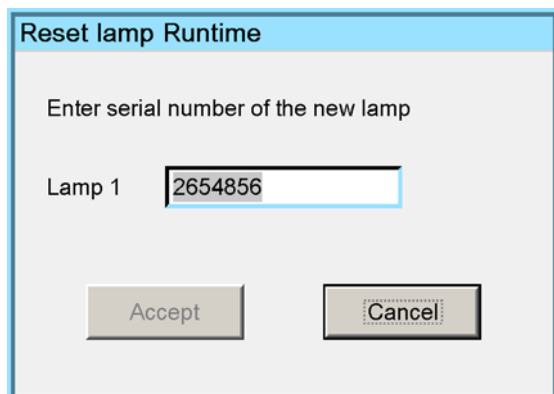 Reset lamp Runtime
Enter serial number of the new lamp
Lamp 1 2654856
Accept Cancel